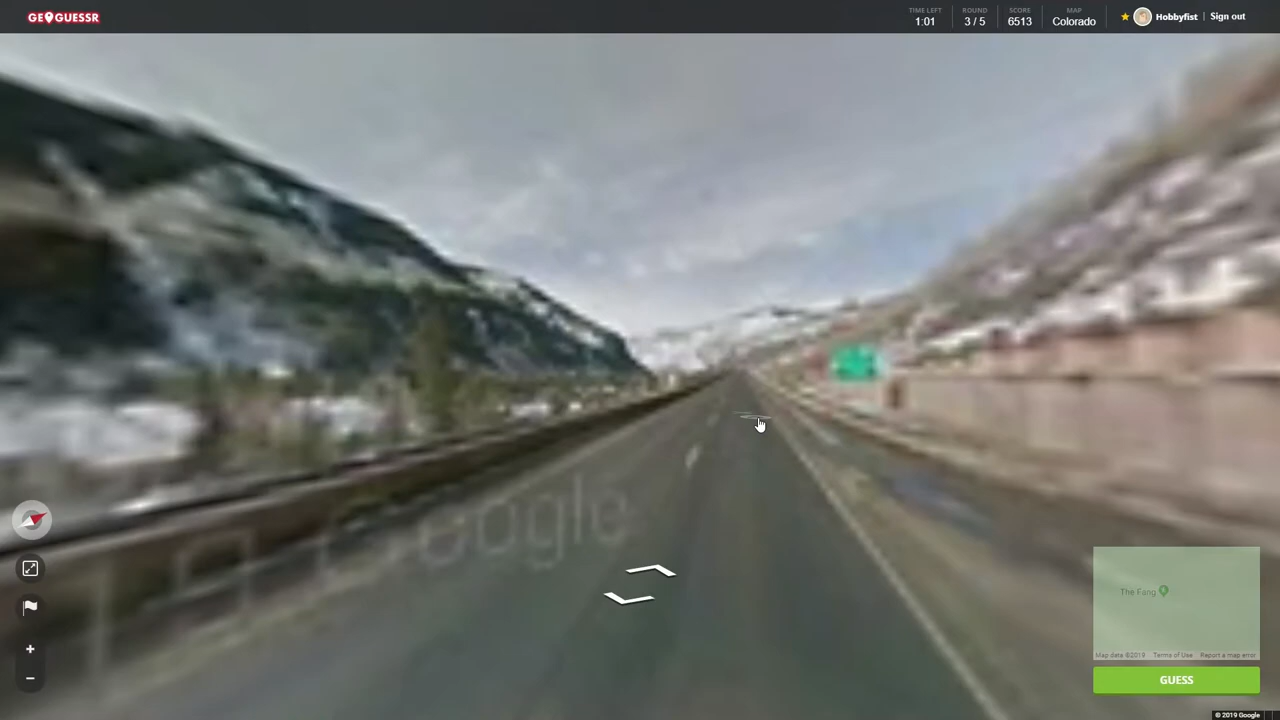 GEOGUESSR
TIME LEFT
1:01
ROUND
3 / 5
SCORE
6513
MAP
Colorado
Hobbyfist | Sign out
Google
The Fang
Map data ©2019 Terms of Use Report a map error
GUESS
© 2019 Google